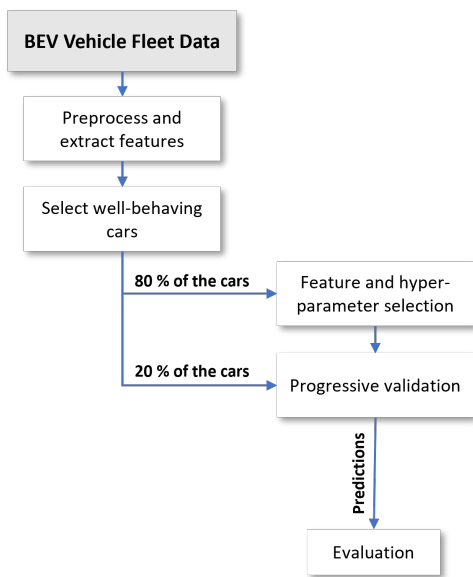 BEV Vehicle Fleet Data
Preprocess and
extract features
Select well-behaving
cars
80 % of the cars
Feature and hyper-
parameter selection
20 % of the cars
Progressive validation
Predictions
Evaluation